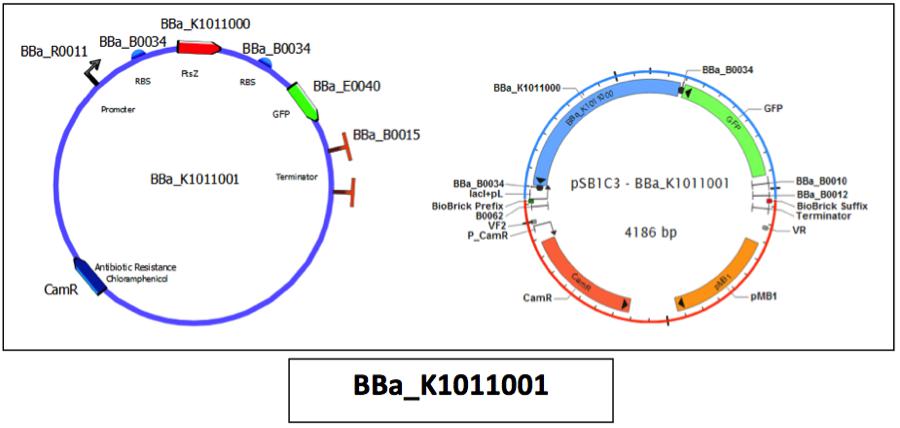 BBa_K1011000
BBa_B0034
BBa_B0034
BBa_R0011
RBS
FtsZ
RBS
BBa_E0040
Promoter
GFP
BBa_B0015
BBa_K1011001
Terminator
Antibiotic Resistance
Chloramphenicol
CamR
BBa_B0034
BBa_K1011000
BBa_K1011000
GFP
GFP
BBa_B0034
lacI+pL
BioBrick Prefix
B0062
VF2
P_CamR
pSB1C3 - BBa_K1011001
4186 bp
BBa_B0010
BBa_B0012
BioBrick Suffix
Terminator
VR
CamR
CamR
pMB1
pMB1
BBa_K1011001